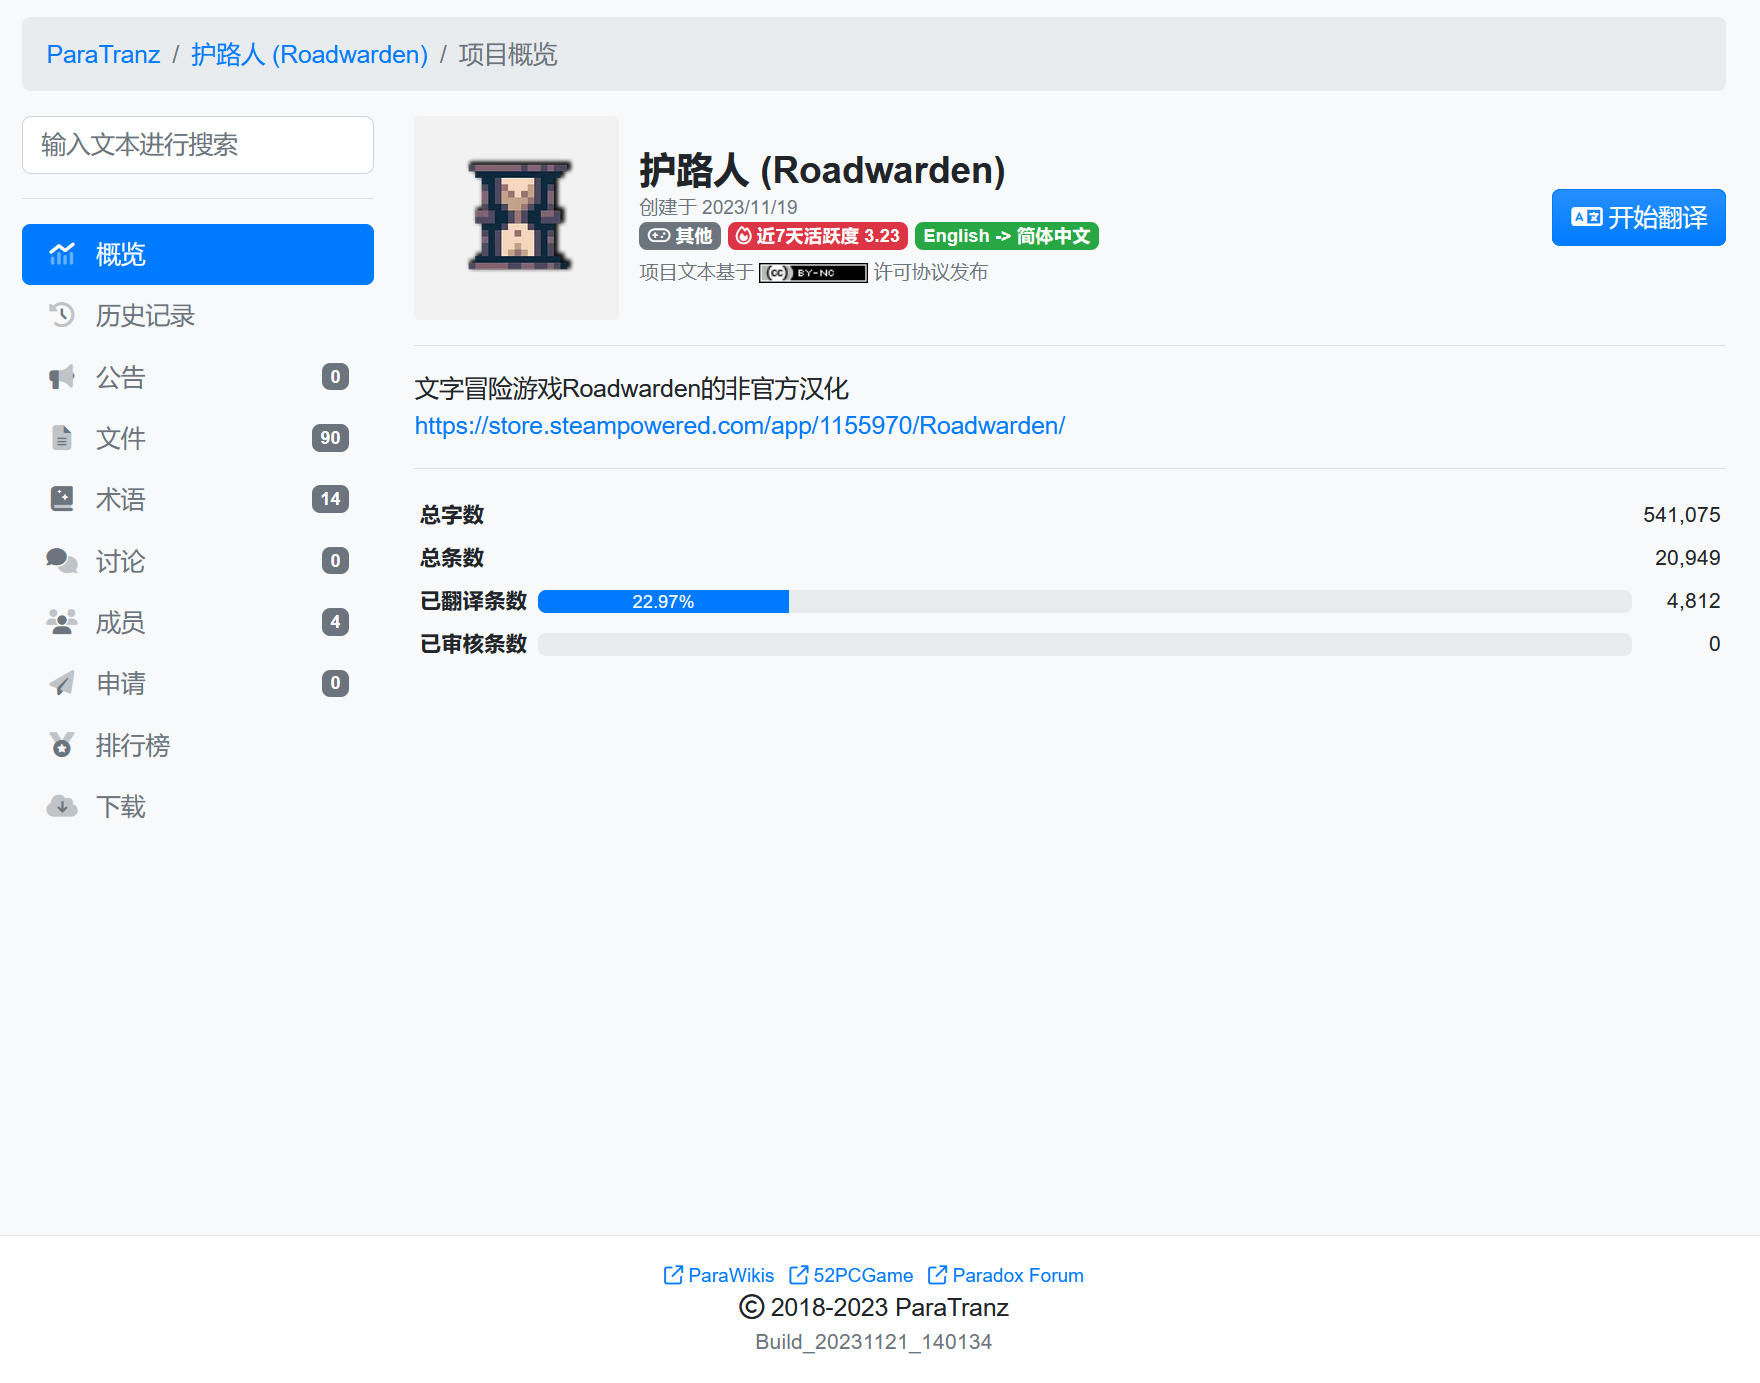 ParaTranz / 护路人 (Roadwarden) / 项目概览
输入文本进行搜索
概览
历史记录
公告 0
文件 90
术语 14
讨论 0
成员 4
申请 0
排行榜
下载
护路人 (Roadwarden)
创建于 2023/11/19
其他 近7天活跃度 3.23 English -> 简体中文
项目文本基于 (cc) BY-NC 许可协议发布
开始翻译
文字冒险游戏Roadwarden的非官方汉化
https://store.steampowered.com/app/1155970/Roadwarden/
总字数 541,075
总条数 20,949
已翻译条数 22.97% 4,812
已审核条数 0
ParaWikis 52PCGame Paradox Forum
© 2018-2023 ParaTranz
Build_20231121_140134